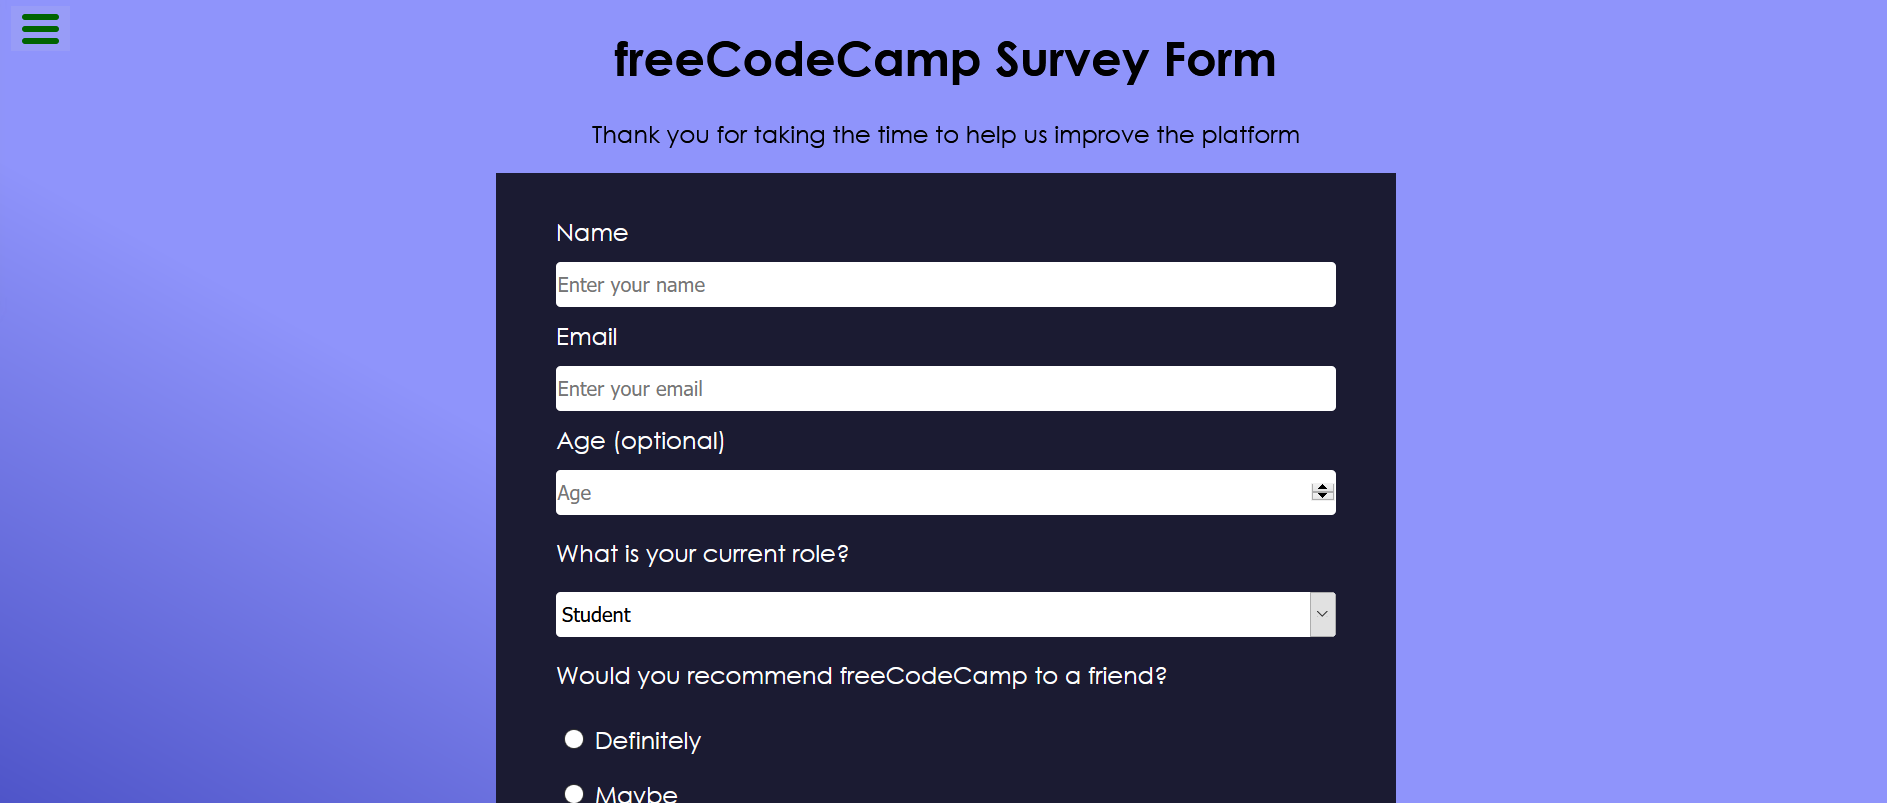 freeCodeCamp Survey Form
Thank you for taking the time to help us improve the platform
Name
Enter your name
Email
Enter your email
Age (optional)
Age
What is your current role?
Student
Would you recommend freeCodeCamp to a friend?
Definitely
Maybe